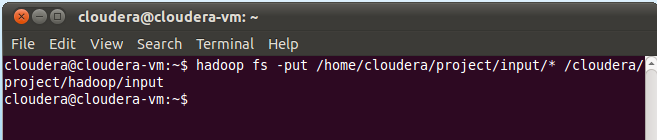 cloudera@cloudera-vm: ~
File Edit View Search Terminal Help
cloudera@cloudera-vm:~$ hadoop fs -put /home/cloudera/project/input/* /cloudera/
project/hadoop/input
cloudera@cloudera-vm:~$